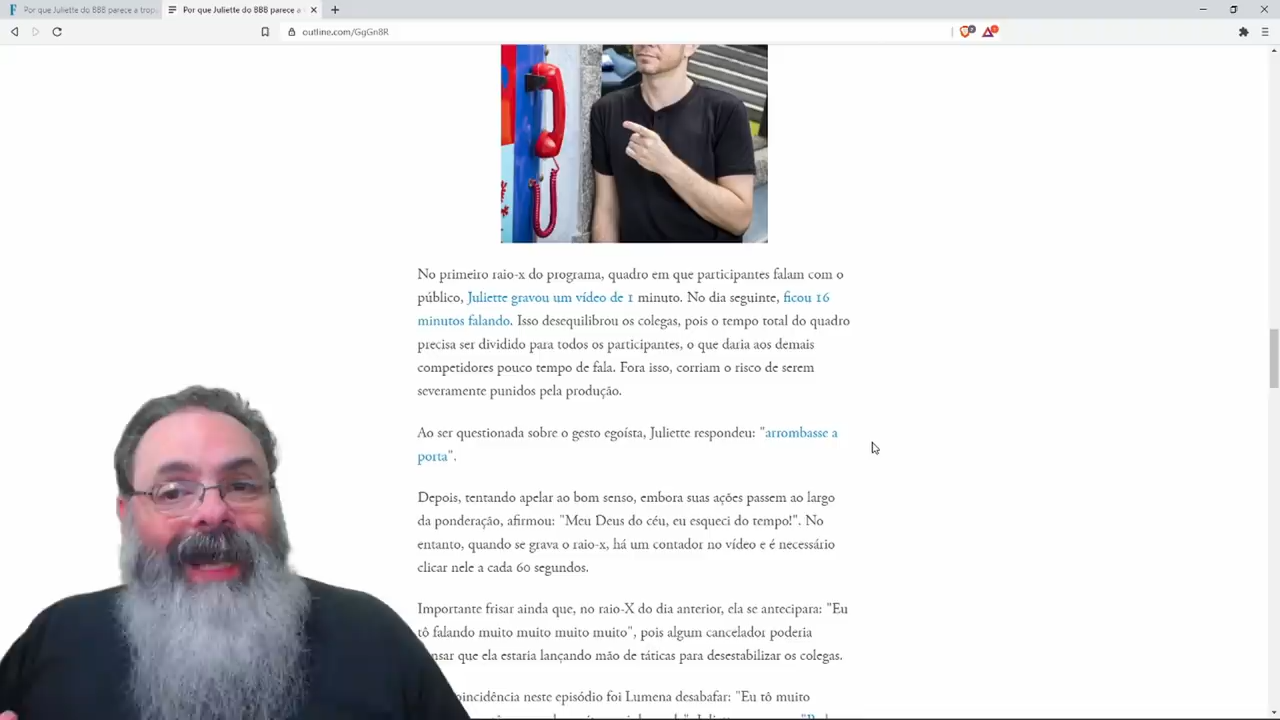 Por que Juliette do BBB parece a trop
Por que Juliette do BBB parece a
outline.com/GgGn8R
No primeiro raio-x do programa, quadro em que participantes falam com o
público, Juliette gravou um vídeo de 1 minuto. No dia seguinte, ficou 16
minutos falando. Isso desequilibrou os colegas, pois o tempo total do quadro
precisa ser dividido para todos os participantes, o que daria aos demais
competidores pouco tempo de fala. Fora isso, corriam o risco de serem
severamente punidos pela produção.
Ao ser questionada sobre o gesto egoísta, Juliette respondeu: "arrombasse a
porta".
Depois, tentando apelar ao bom senso, embora suas ações passem ao largo
da ponderação, afirmou: "Meu Deus do céu, eu esqueci do tempo!". No
entanto, quando se grava o raio-x, há um contador no vídeo e é necessário
clicar nele a cada 60 segundos.
Importante frisar ainda que, no raio-X do dia anterior, ela se antecipara: "Eu
tô falando muito muito muito muito", pois algum cancelador poderia
ensar que ela estaria lançando mão de táticas para desestabilizar os colegas.
oincidência neste episódio foi Lumena desabafar: "Eu tô muito